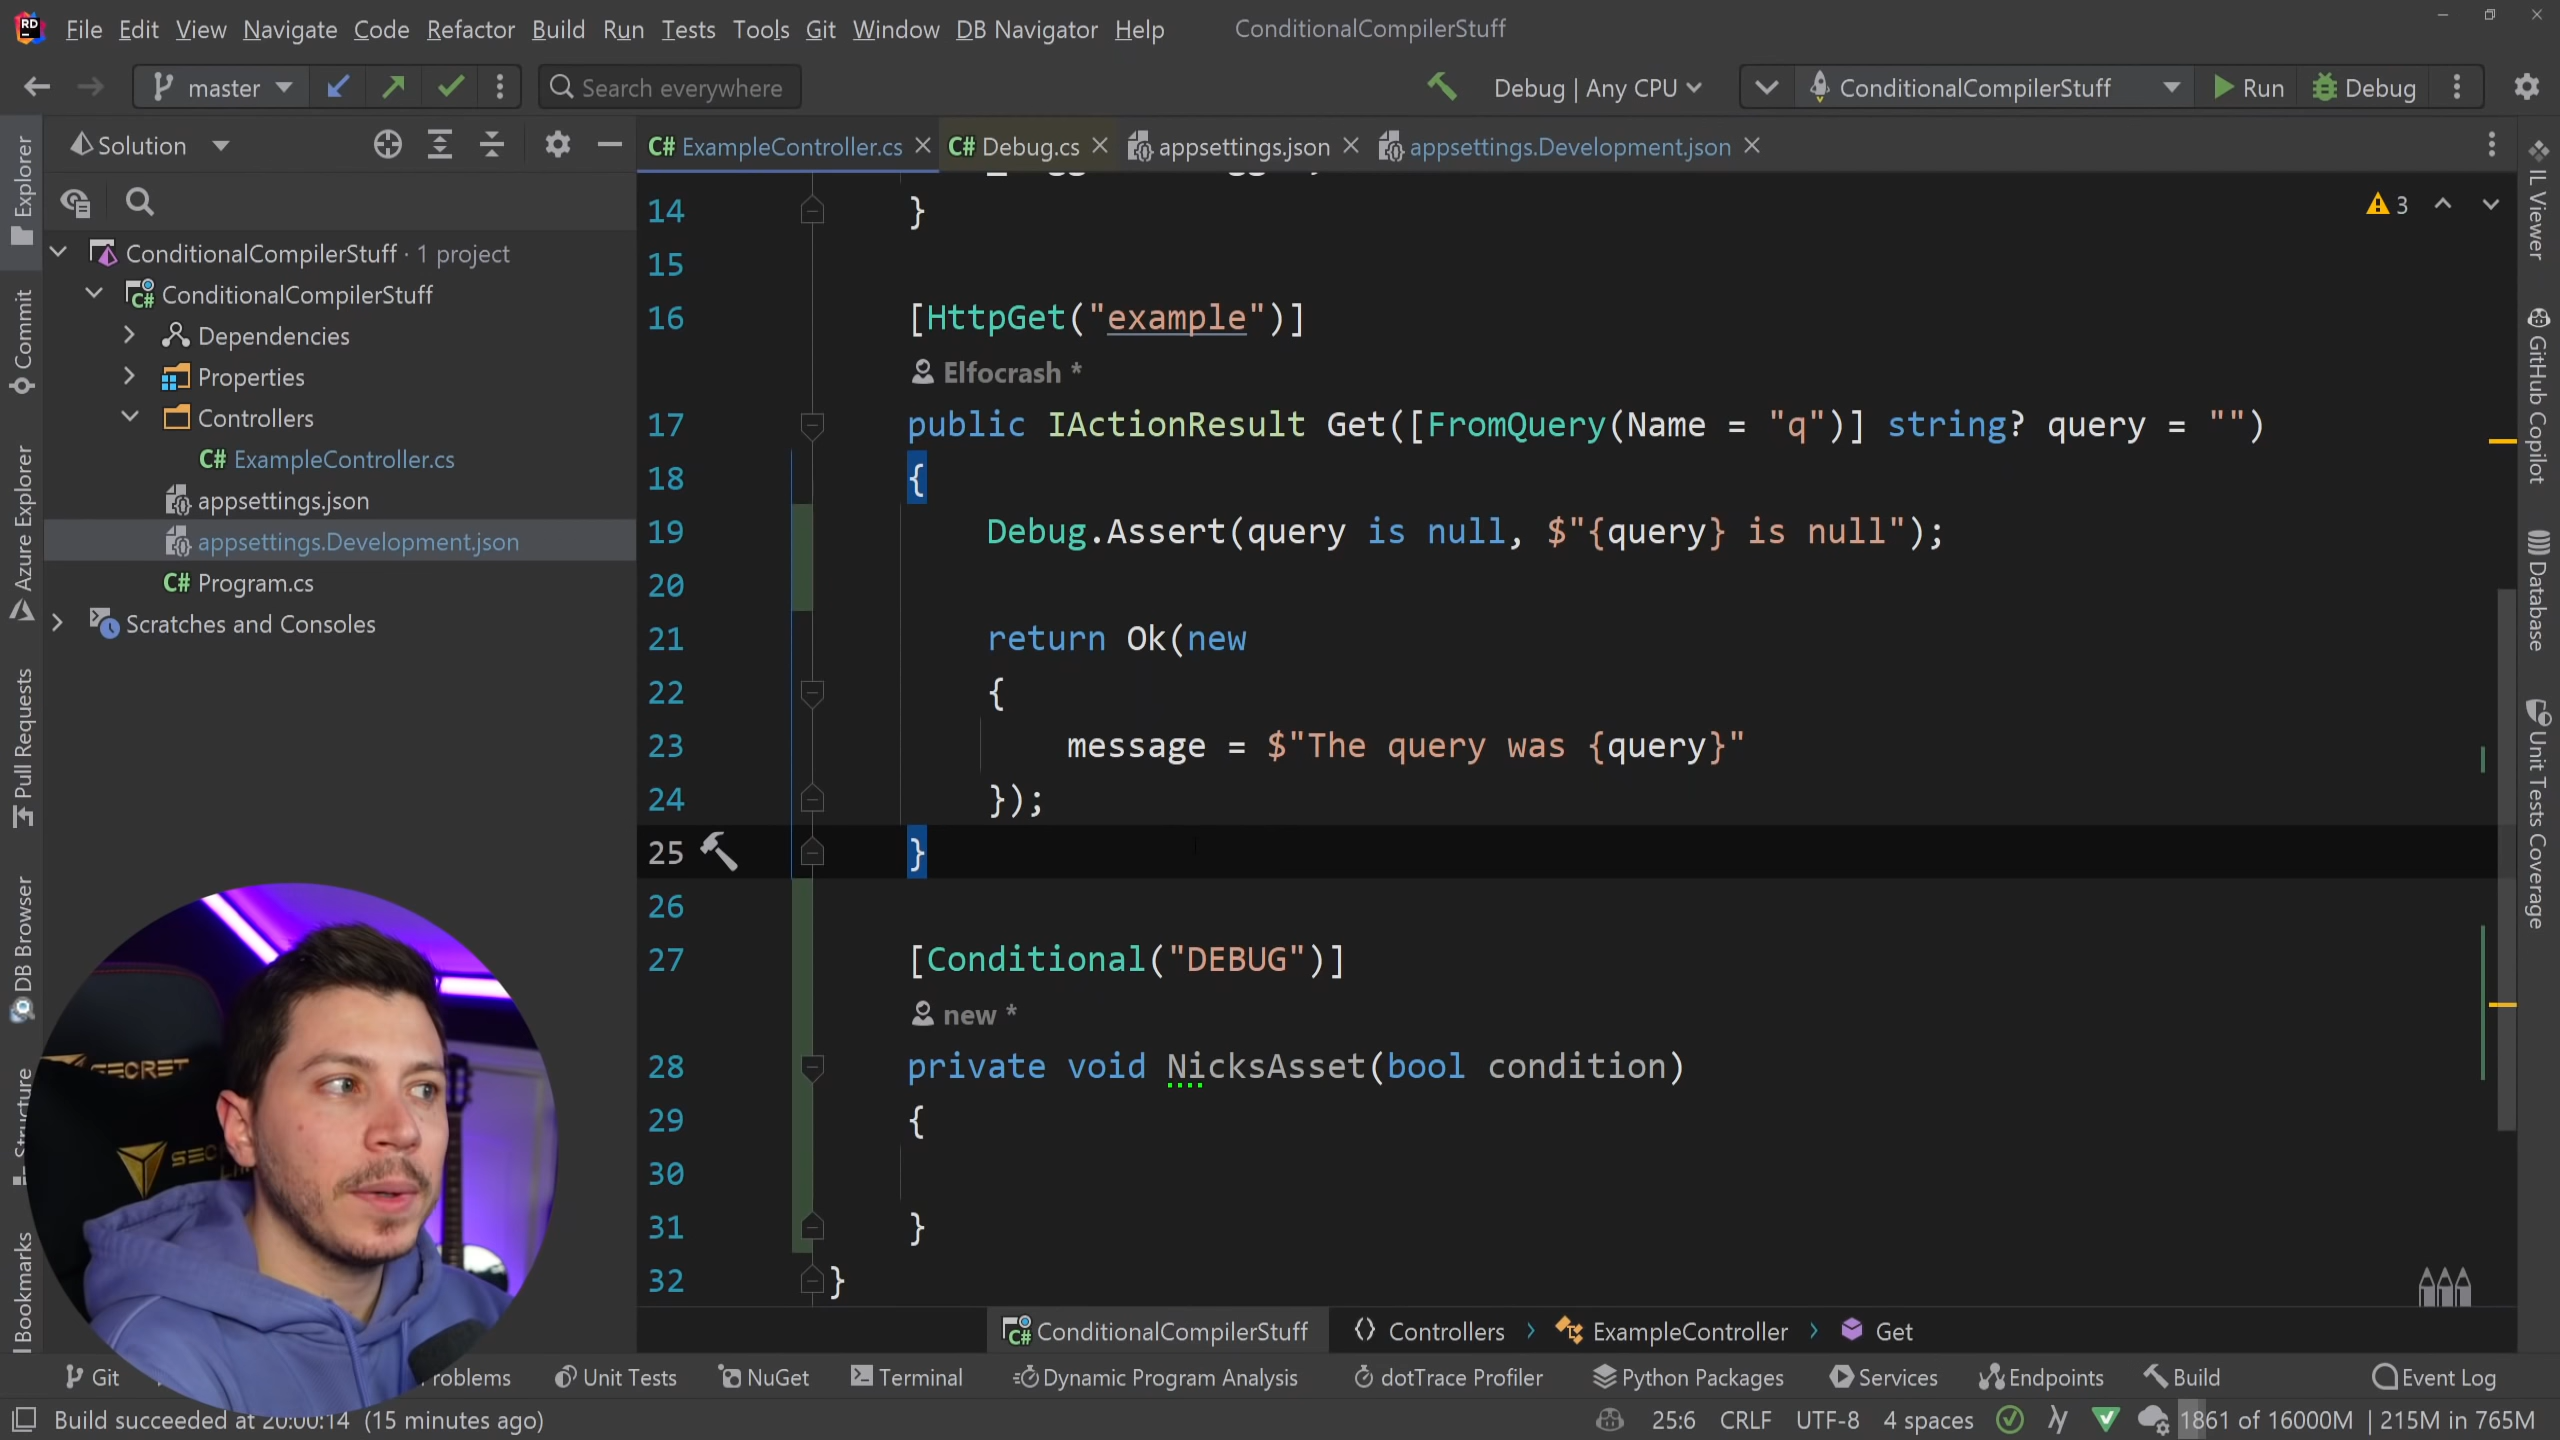 File Edit View Navigate Code Refactor Build Run Tests Tools Git Window DB Navigator Help ConditionalCompilerStuff
master Search everywhere Debug | Any CPU ConditionalCompilerStuff Run Debug
Solution
ExampleController.cs Debug.cs appsettings.json appsettings.Development.json
ConditionalCompilerStuff · 1 project
ConditionalCompilerStuff
Dependencies
Properties
Controllers
C# ExampleController.cs
appsettings.json
appsettings.Development.json
C# Program.cs
Scratches and Consoles
Explorer
Commit
Azure Explorer
Pull Requests
DB Browser
Structure
Bookmarks
3
14 }
15
16 [HttpGet("example")]
Elfocrash *
17 public IActionResult Get([FromQuery(Name = "q")] string? query = "")
18 {
19 Debug.Assert(query is null, $"{query} is null");
20
21 return Ok(new
22 {
23 message = $"The query was {query}"
24 });
25 }
26
27 [Conditional("DEBUG")]
new *
28 private void NicksAsset(bool condition)
29 {
30
31 }
32 }
IL Viewer
GitHub Copilot
Database
Unit Tests Coverage
SECRET
ConditionalCompilerStuff Controllers ExampleController Get
Git roblems Unit Tests NuGet Terminal Dynamic Program Analysis dotTrace Profiler Python Packages Services Endpoints Build Event Log
Build succeeded at 20:00:14 (15 minutes ago) 25:6 CRLF UTF-8 4 spaces 1861 of 16000M | 215M in 765M